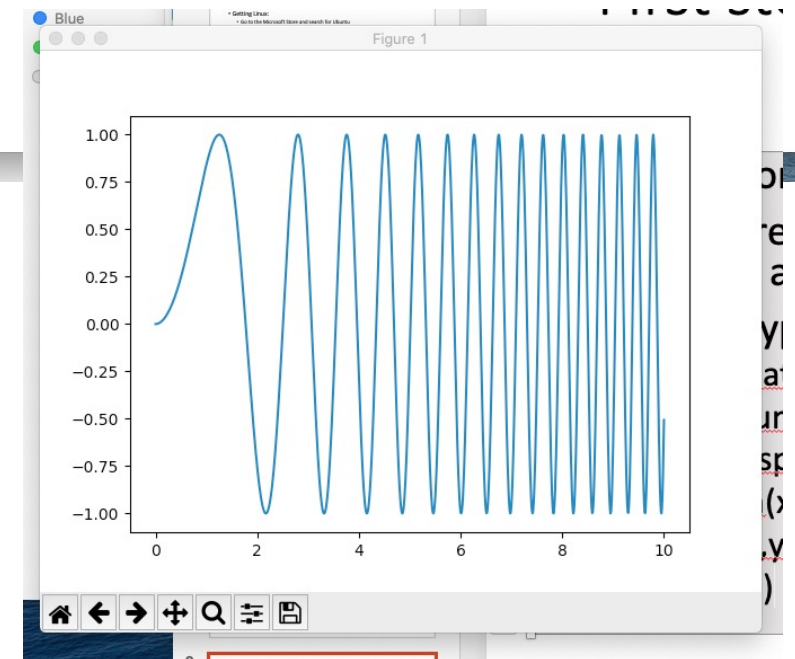 Blue
• Getting Linux:
• Go to the Microsoft Store and search for Ubuntu
Figure 1
1.00
0.75
0.50
0.25
0.00
−0.25
−0.50
−0.75
−1.00
0 2 4 6 8 10